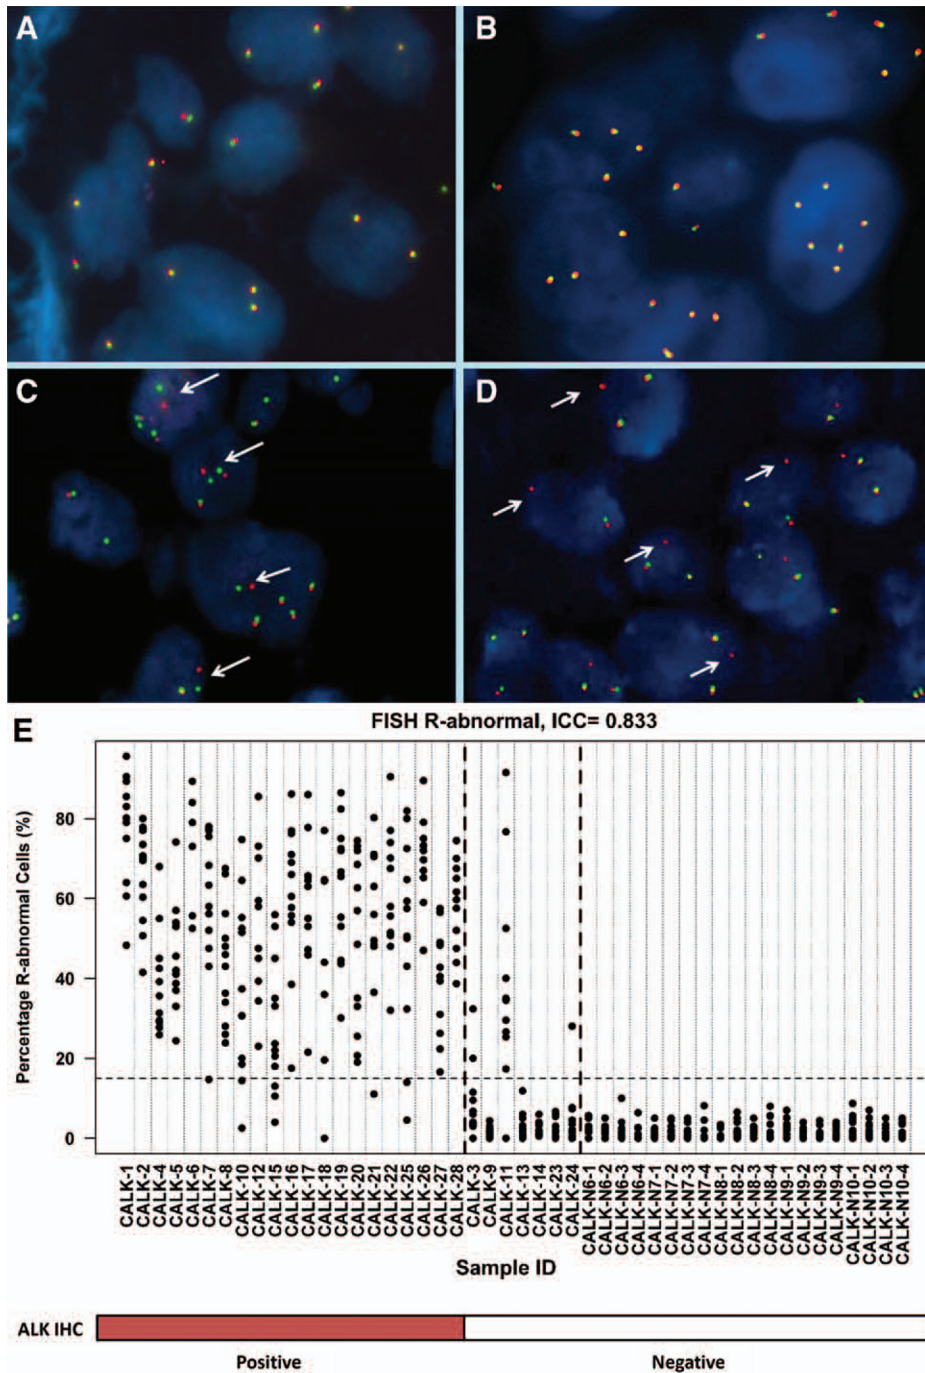 A
B
C
D
E
FISH R-abnormal, ICC= 0.833
Percentage R-abnormal Cells (%)
80
60
40
20
0
CALK-1
CALK-2
CALK-4
CALK-5
CALK-6
CALK-7
CALK-8
CALK-10
CALK-12
CALK-15
CALK-16
CALK-17
CALK-18
CALK-19
CALK-20
CALK-21
CALK-22
CALK-25
CALK-26
CALK-27
CALK-28
CALK-3
CALK-9
CALK-11
CALK-13
CALK-14
CALK-23
CALK-24
CALK-N6-1
CALK-N6-2
CALK-N6-3
CALK-N6-4
CALK-N7-1
CALK-N7-2
CALK-N7-3
CALK-N7-4
CALK-N8-1
CALK-N8-2
CALK-N8-3
CALK-N8-4
CALK-N9-1
CALK-N9-2
CALK-N9-3
CALK-N9-4
CALK-N10-1
CALK-N10-2
CALK-N10-3
CALK-N10-4
Sample ID
ALK IHC
Positive
Negative